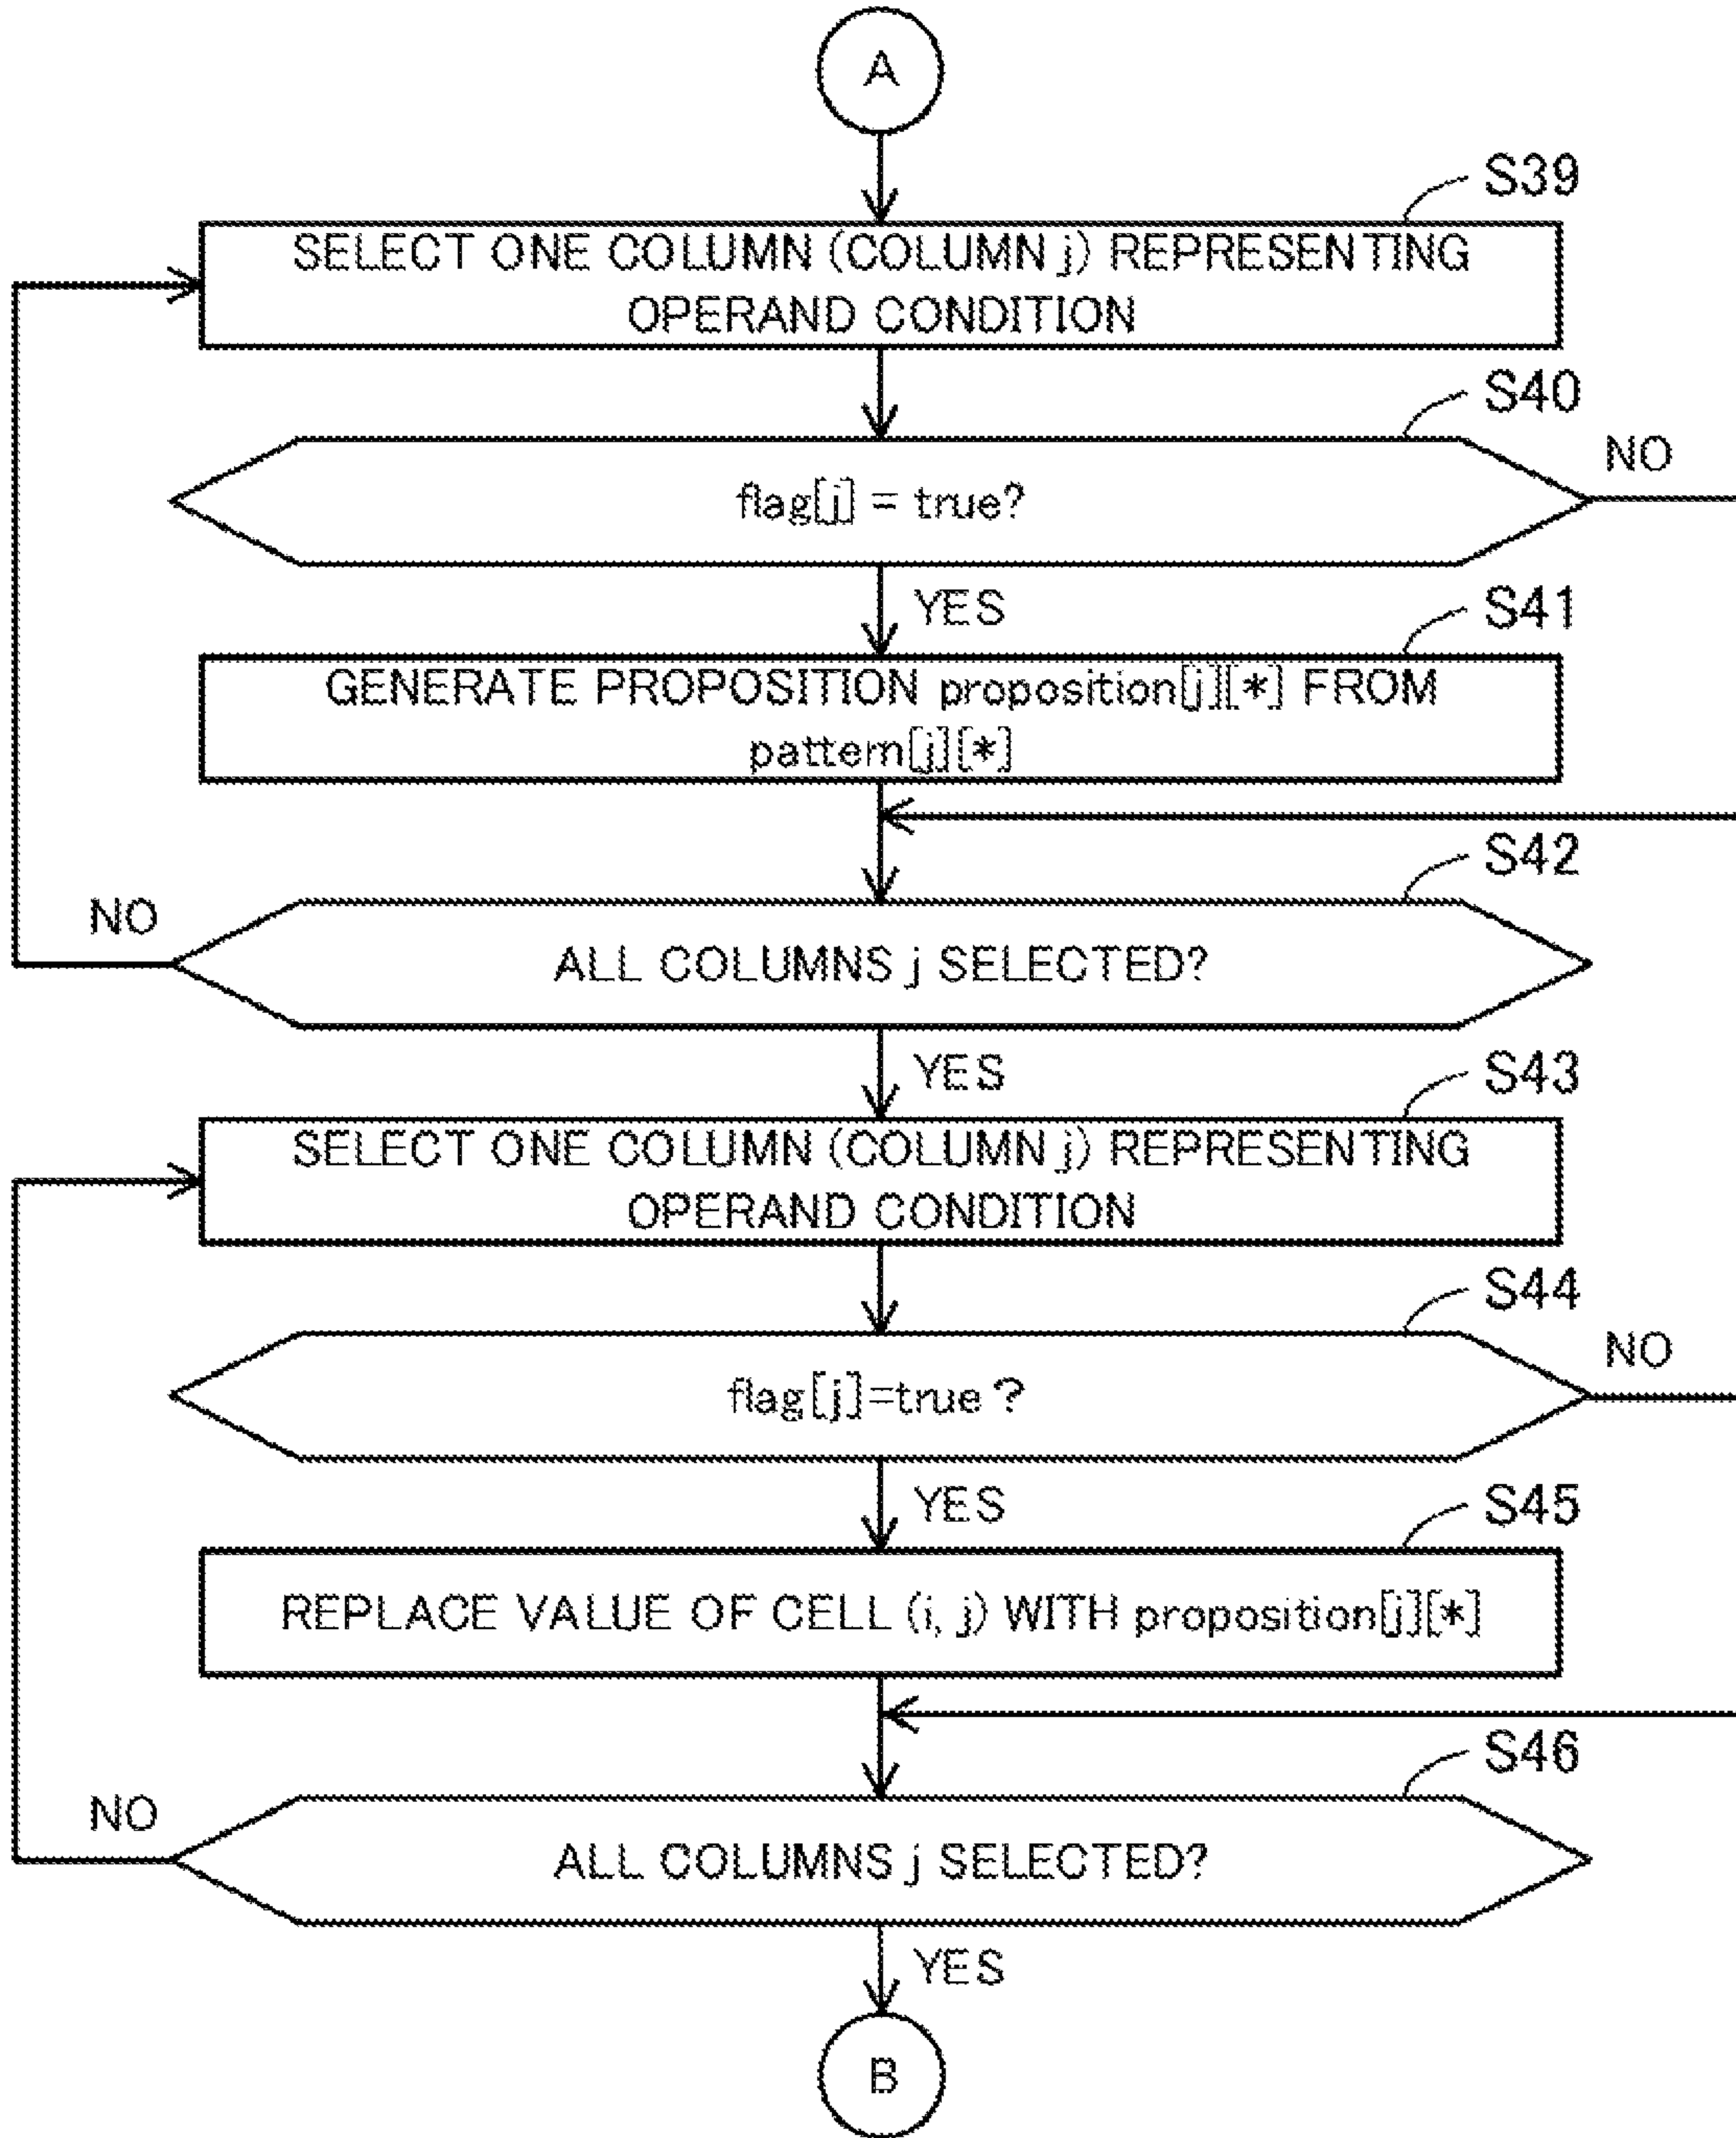 A
S39
SELECT ONE COLUMN (COLUMN j) REPRESENTING
OPERAND CONDITION
S40
flag[j] = true?
NO
YES
S41
GENERATE PROPOSITION proposition[j][*] FROM
pattern[j][*]
S42
NO
ALL COLUMNS j SELECTED?
YES
S43
SELECT ONE COLUMN (COLUMN j) REPRESENTING
OPERAND CONDITION
S44
NO
flag[j]=true ?
YES
S45
REPLACE VALUE OF CELL (i, j) WITH proposition[j][*]
S46
NO
ALL COLUMNS j SELECTED?
YES
B